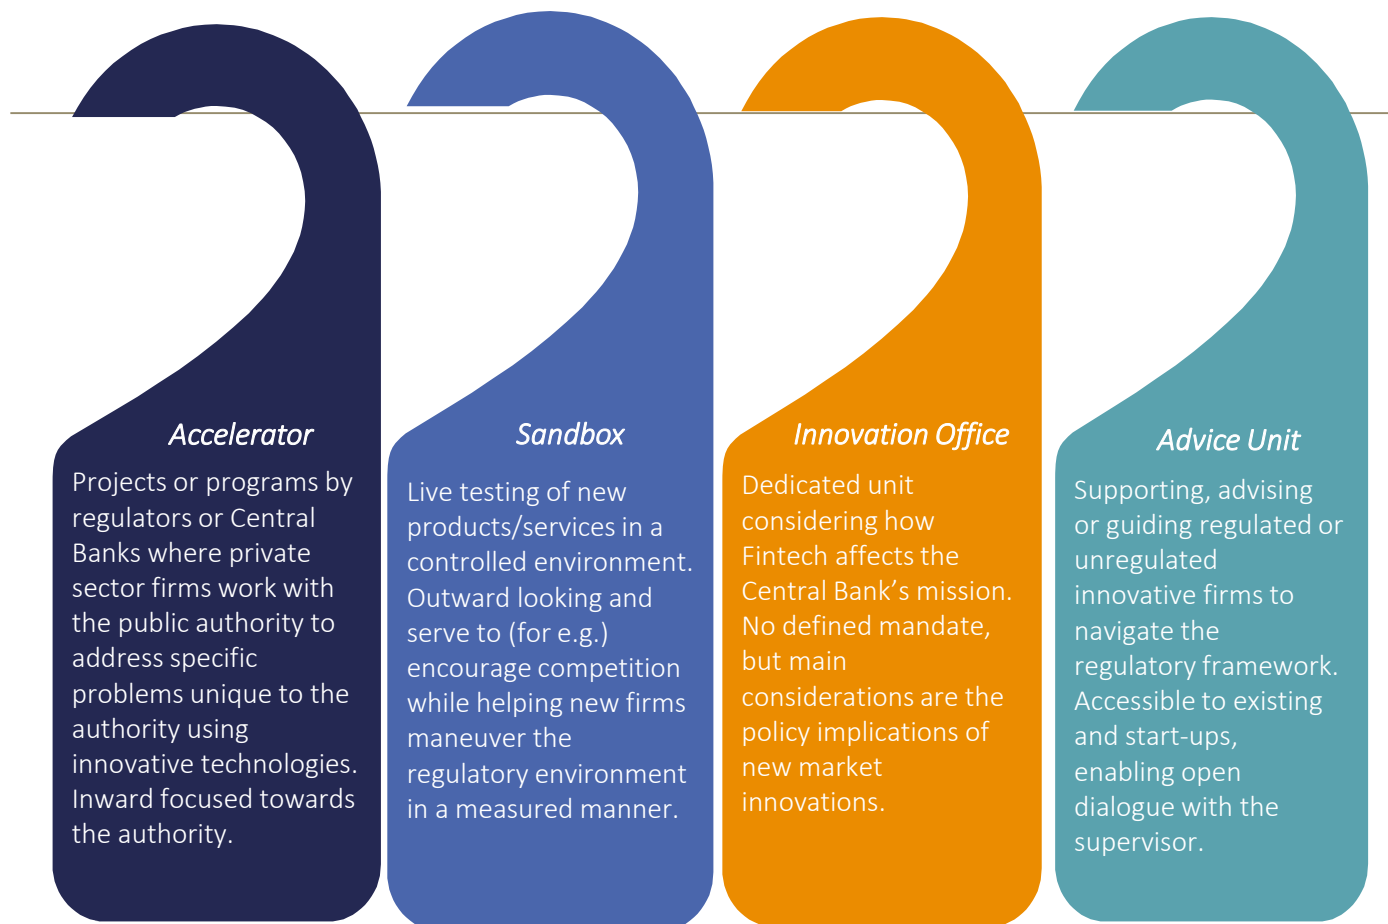 Accelerator
Projects or programs by
regulators or Central
Banks where private
sector firms work with
the public authority to
address specific
problems unique to the
authority using
innovative technologies.
Inward focused towards
the authority.
Sandbox
Live testing of new
products/services in a
controlled environment.
Outward looking and
serve to (for e.g.)
encourage competition
while helping new firms
maneuver the
regulatory environment
in a measured manner.
Innovation Office
Dedicated unit
considering how
Fintech affects the
Central Bank’s mission.
No defined mandate,
but main
considerations are the
policy implications of
new market
innovations.
Advice Unit
Supporting, advising
or guiding regulated or
unregulated
innovative firms to
navigate the
regulatory framework.
Accessible to existing
and start-ups,
enabling open
dialogue with the
supervisor.